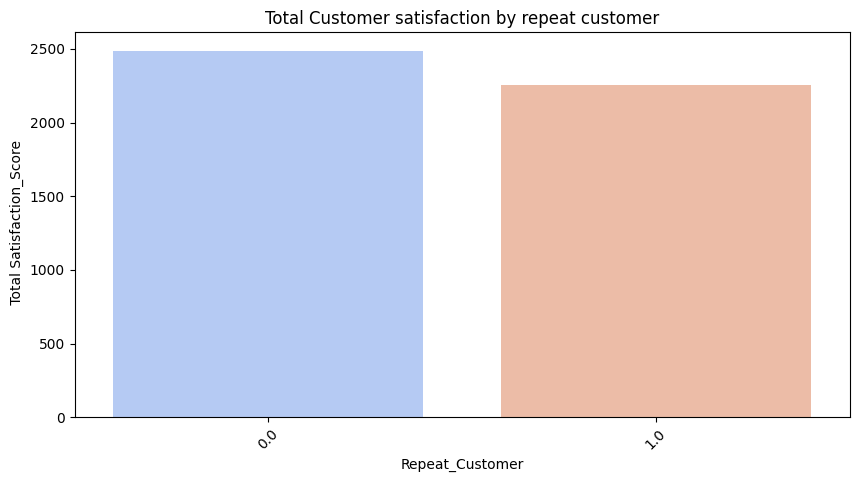 Total Customer satisfaction by repeat customer
Total Satisfaction_Score
2500
2000
1500
1000
500
0
0.0
1.0
Repeat_Customer